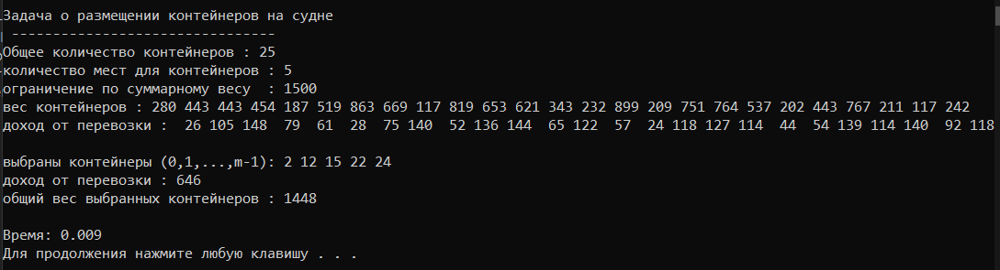 Задача о размещении контейнеров на судне
--------------------------------
Общее количество контейнеров : 25
количество мест для контейнеров : 5
ограничение по суммарному весу  : 1500
вес контейнеров : 280 443 443 454 187 519 863 669 117 819 653 621 343 232 899 209 751 764 537 202 443 767 211 117 242
доход от перевозки :  26 105 148  79  61  28  75 140  52 136 144  65 122  57  24 118 127 114  44  54 139 114 140  92 118
выбраны контейнеры (0,1,...,m-1): 2 12 15 22 24
доход от перевозки : 646
общий вес выбранных контейнеров : 1448
Время: 0.009
Для продолжения нажмите любую клавишу . . .